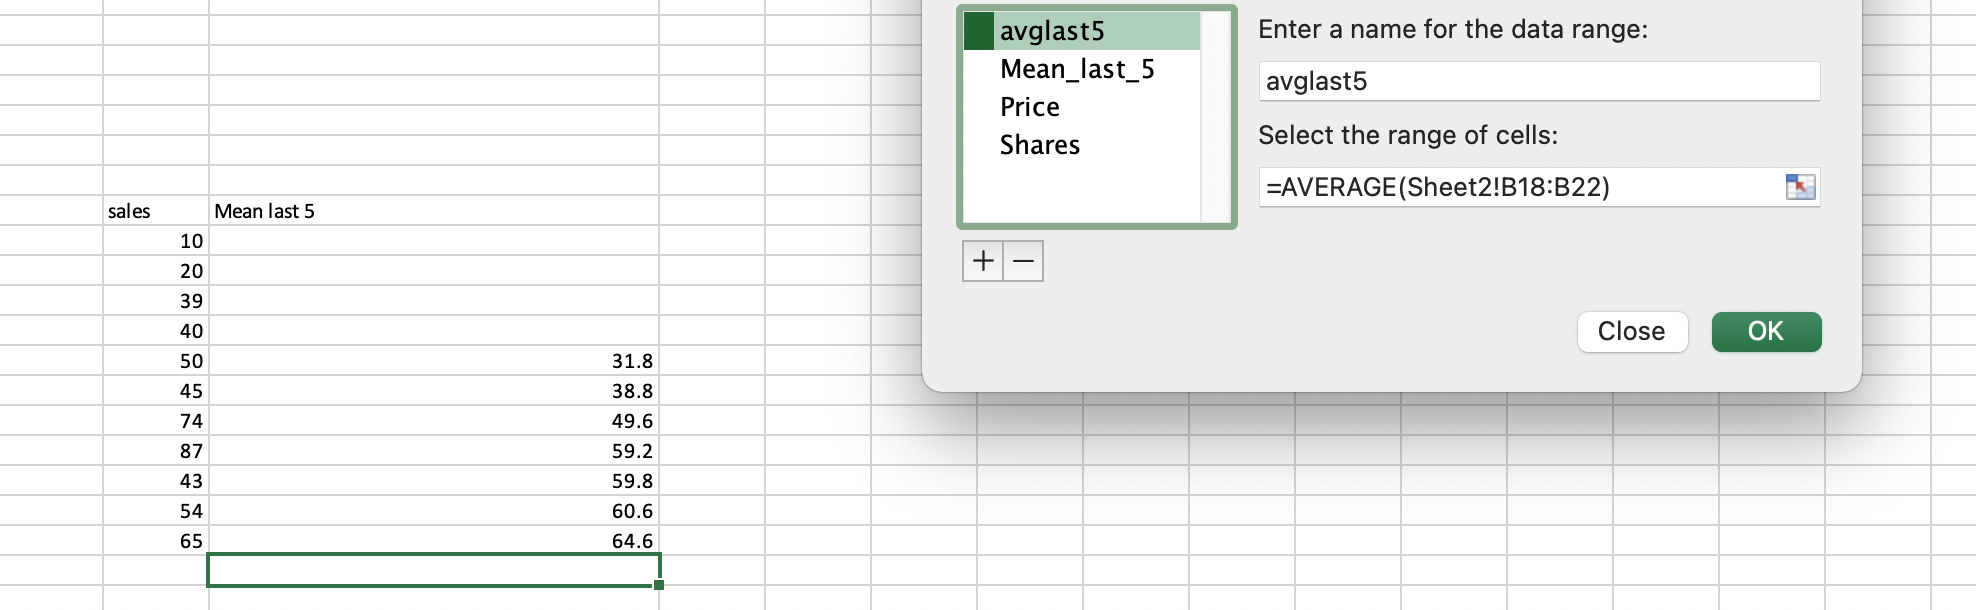 avglast5
Mean_last_5
Price
Shares
Enter a name for the data range:
avglast5
Select the range of cells:
=AVERAGE(Sheet2!B18:B22)
+ −
Close OK
sales Mean last 5
10
20
39
40
50 31.8
45 38.8
74 49.6
87 59.2
43 59.8
54 60.6
65 64.6